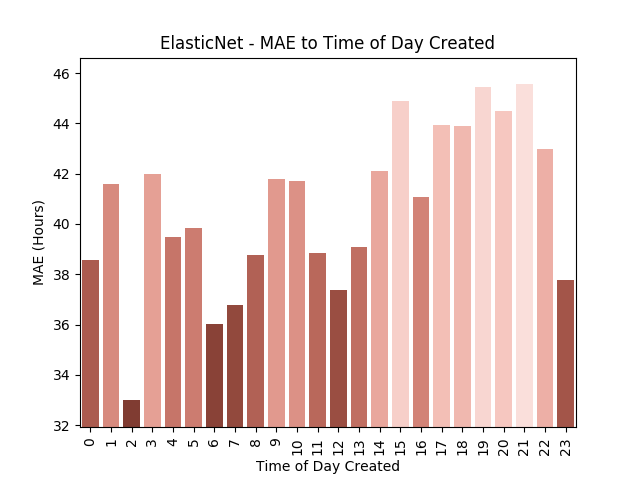 ElasticNet - MAE to Time of Day Created
MAE (Hours)
46
44
42
40
38
36
34
32
0 1 2 3 4 5 6 7 8 9 10 11 12 13 14 15 16 17 18 19 20 21 22 23
Time of Day Created